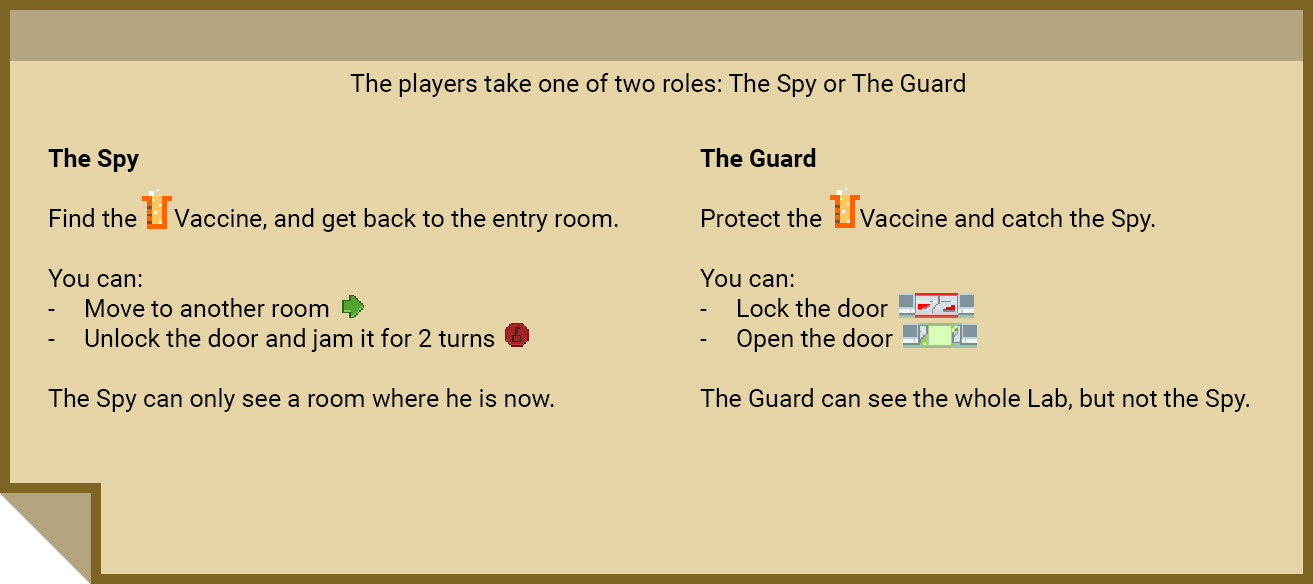 The players take one of two roles: The Spy or The Guard
The Spy
Find the Vaccine, and get back to the entry room.
You can:
- Move to another room
- Unlock the door and jam it for 2 turns
The Spy can only see a room where he is now.
The Guard
Protect the Vaccine and catch the Spy.
You can:
- Lock the door
- Open the door
The Guard can see the whole Lab, but not the Spy.